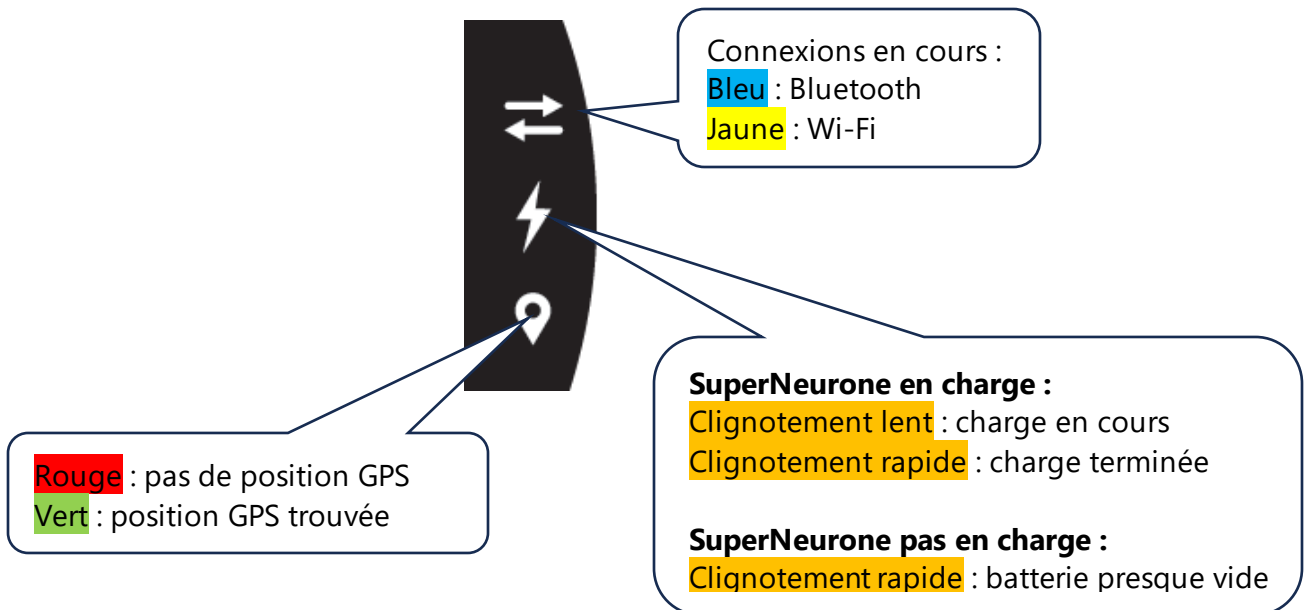 Connexions en cours :
Bleu : Bluetooth
Jaune : Wi-Fi
Rouge : pas de position GPS
Vert : position GPS trouvée
SuperNeurone en charge :
Clignotement lent : charge en cours
Clignotement rapide : charge terminée
SuperNeurone pas en charge :
Clignotement rapide : batterie presque vide